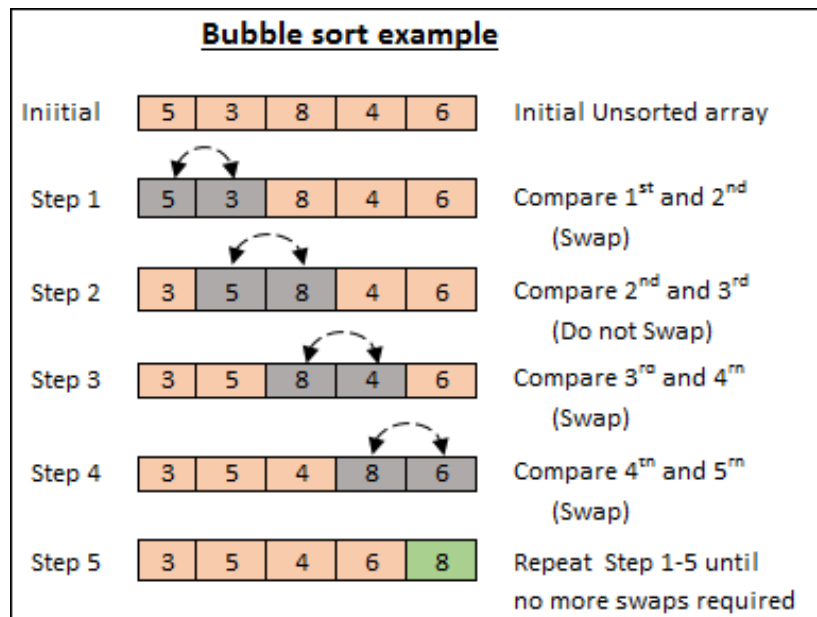 Bubble sort example
Iniitial 5 3 8 4 6 Initial Unsorted array
Step 1 5 3 8 4 6 Compare 1st and 2nd
(Swap)
Step 2 3 5 8 4 6 Compare 2nd and 3rd
(Do not Swap)
Step 3 3 5 8 4 6 Compare 3rd and 4th
(Swap)
Step 4 3 5 4 8 6 Compare 4th and 5th
(Swap)
Step 5 3 5 4 6 8 Repeat Step 1-5 until
no more swaps required